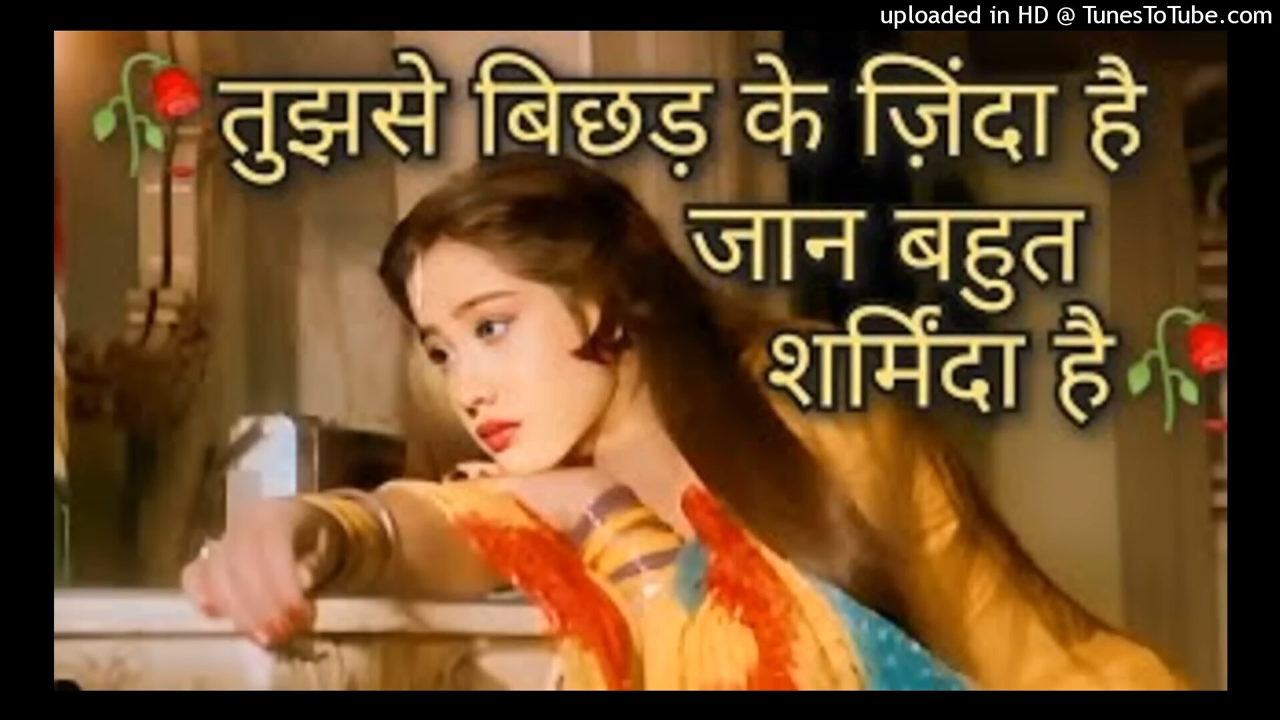 uploaded in HD @ TunesToTube.com
तुझसे बिछड़ के ज़िंदा है
जान बहुत
शर्मिंदा है